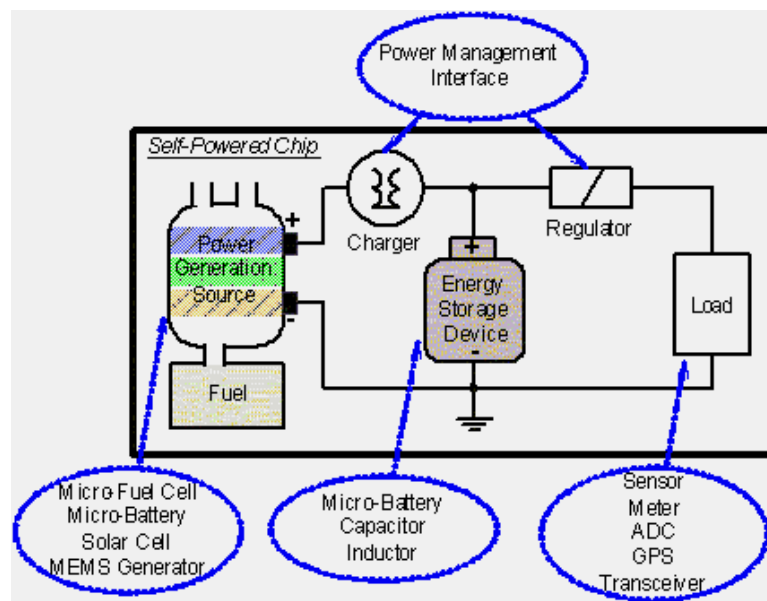 Power Management
Interface
Self-Powered Chip
+
Power
Generation
Source
-
Fuel
Charger
Regulator
+
Energy
Storage
Device
-
Load
Micro-Fuel Cell
Micro-Battery
Solar Cell
MEMS Generator
Micro-Battery
Capacitor
Inductor
Sensor
Meter
ADC
GPS
Transceiver